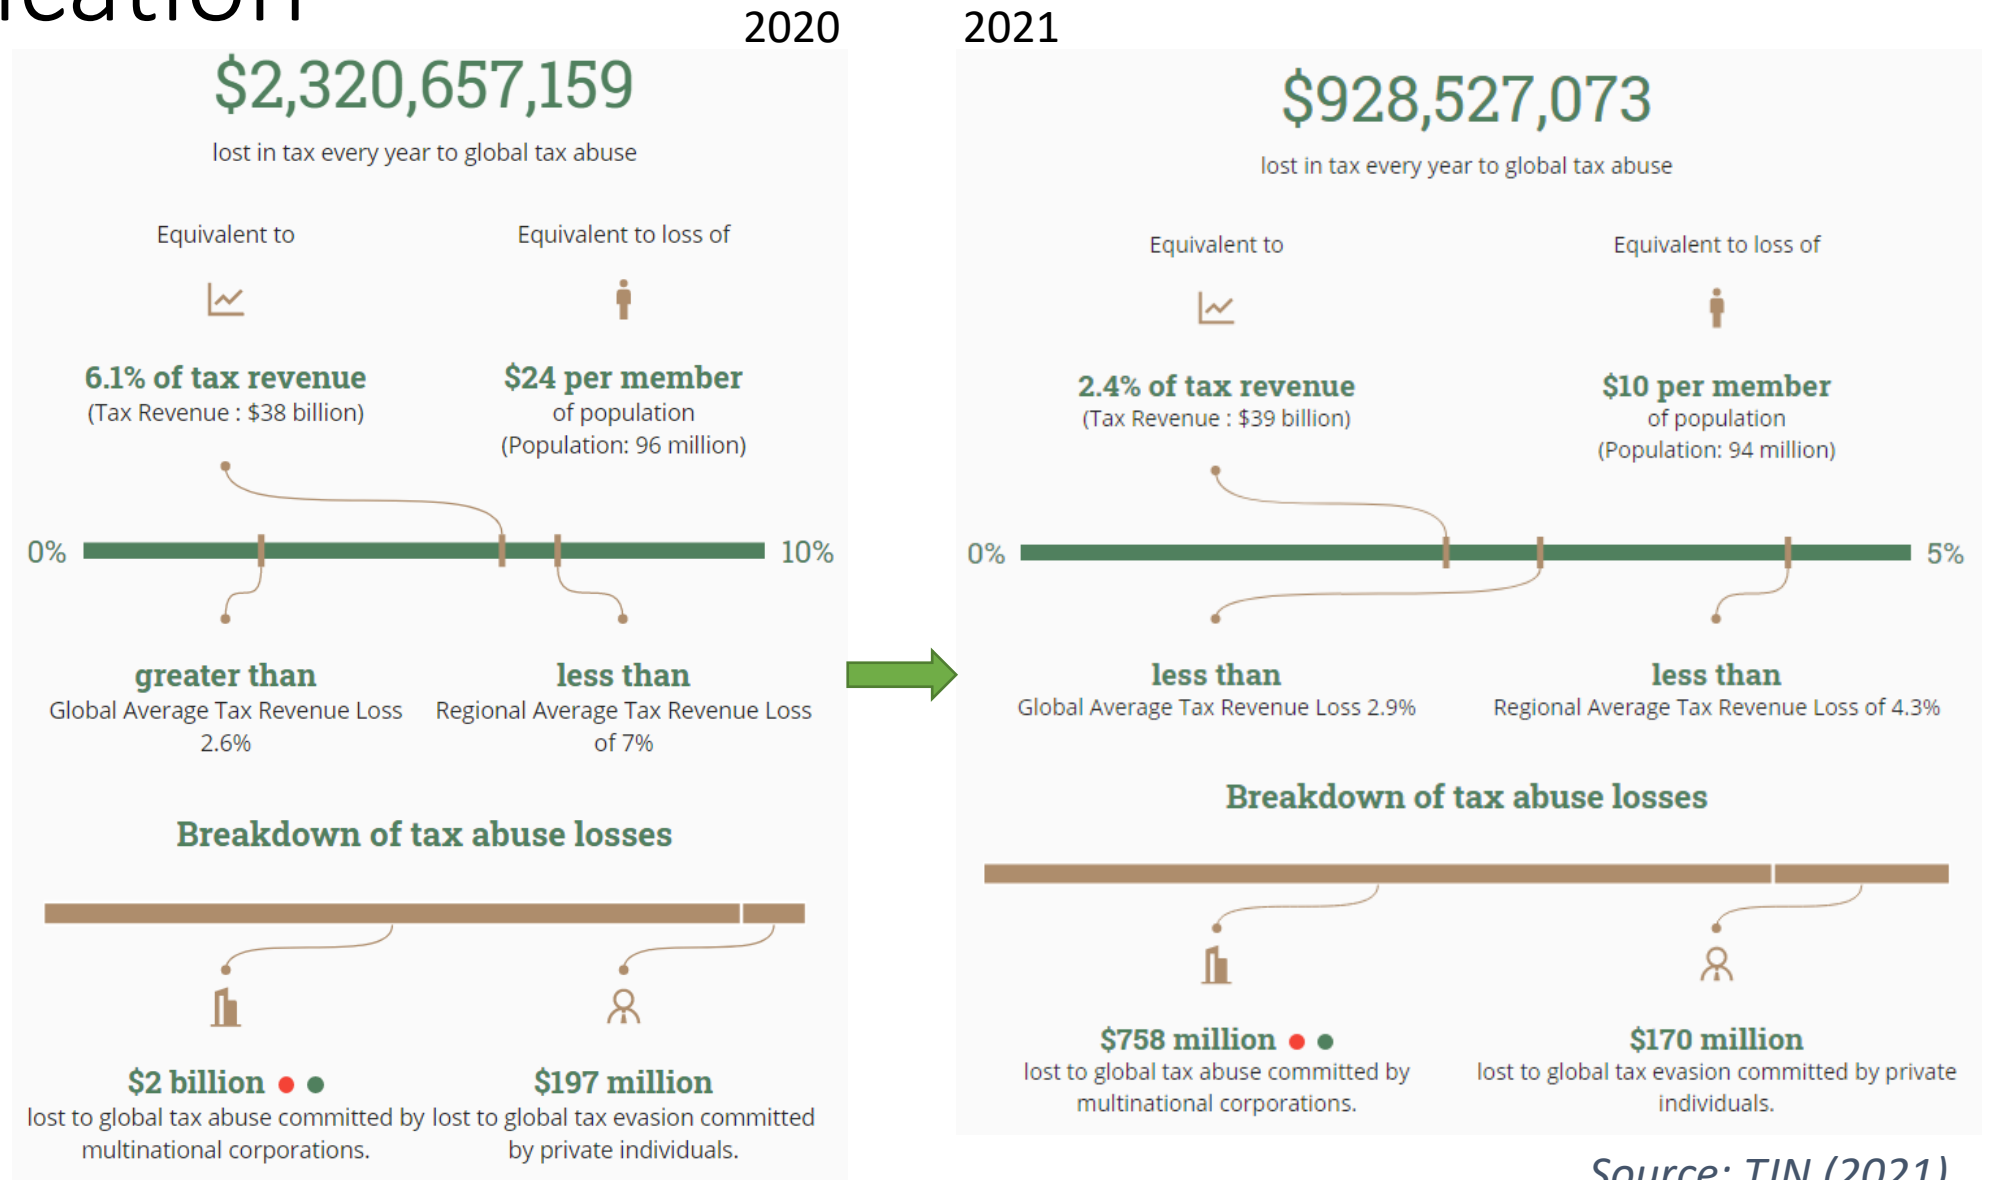 2020
$2,320,657,159
lost in tax every year to global tax abuse
Equivalent to
Equivalent to loss of
6.1% of tax revenue
(Tax Revenue : $38 billion)
$24 per member
of population
(Population: 96 million)
0%
10%
greater than
Global Average Tax Revenue Loss
2.6%
less than
Regional Average Tax Revenue Loss
of 7%
Breakdown of tax abuse losses
$2 billion
lost to global tax abuse committed by
multinational corporations.
$197 million
lost to global tax evasion committed
by private individuals.
2021
$928,527,073
lost in tax every year to global tax abuse
Equivalent to
Equivalent to loss of
2.4% of tax revenue
(Tax Revenue : $39 billion)
$10 per member
of population
(Population: 94 million)
0%
5%
less than
Global Average Tax Revenue Loss 2.9%
less than
Regional Average Tax Revenue Loss of 4.3%
Breakdown of tax abuse losses
$758 million
lost to global tax abuse committed by
multinational corporations.
$170 million
lost to global tax evasion committed by private
individuals.
Source: TIN (2021)